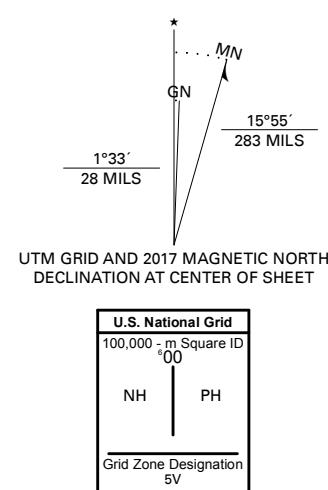 ★
MN
GN
15°55´
283 MILS
1°33´
28 MILS
UTM GRID AND 2017 MAGNETIC NORTH
DECLINATION AT CENTER OF SHEET
U.S. National Grid
100,000 - m Square ID
⁶00
NH PH
Grid Zone Designation
5V